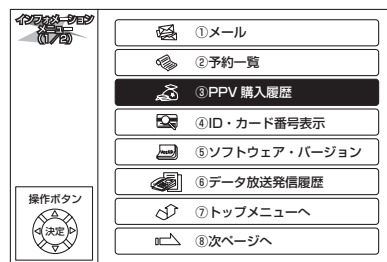 インフォメーション
メニュー
(1/2)
①メール
②予約一覧
③PPV 購入履歴
④ID・カード番号表示
⑤ソフトウェア・バージョン
⑥データ放送発信履歴
⑦トップメニューへ
⑧次ページへ
操作ボタン
決定